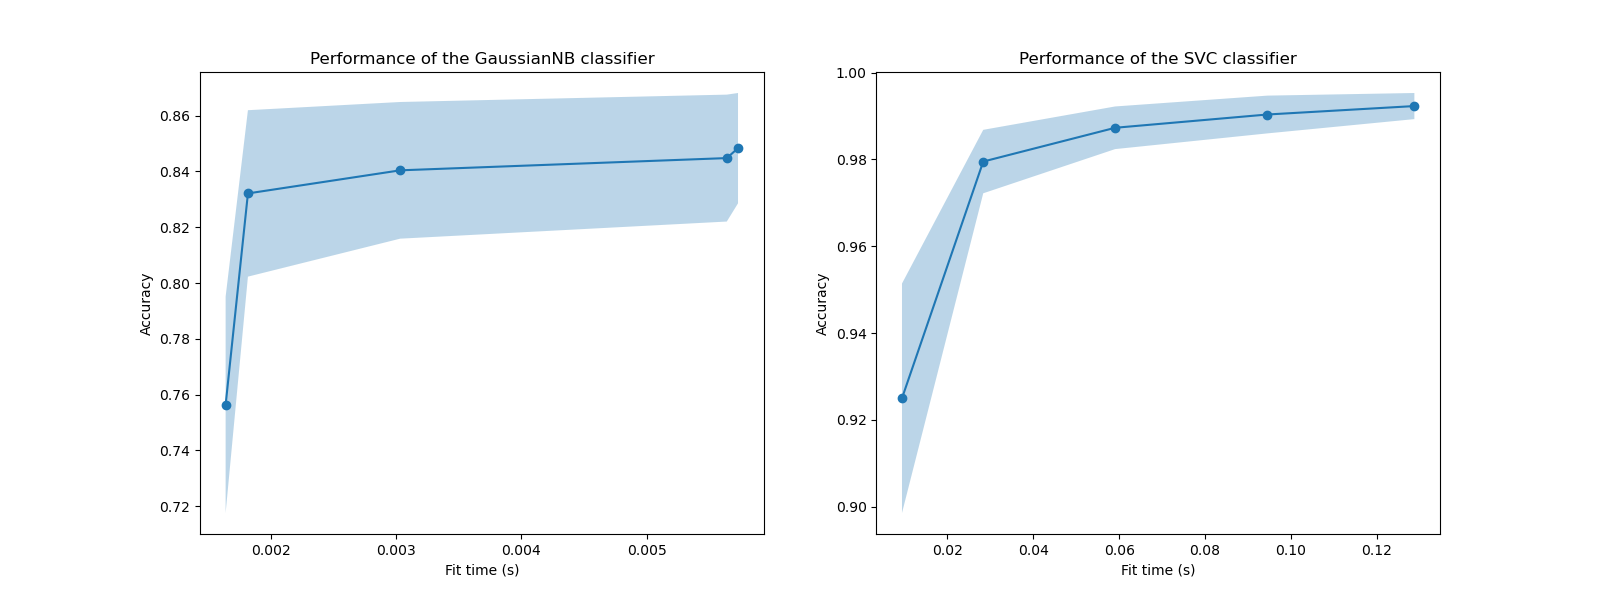 Performance of the GaussianNB classifier
Accuracy
0.86
0.84
0.82
0.80
0.78
0.76
0.74
0.72
0.002 0.003 0.004 0.005
Fit time (s)
Performance of the SVC classifier
Accuracy
1.00
0.98
0.96
0.94
0.92
0.90
0.02 0.04 0.06 0.08 0.10 0.12
Fit time (s)